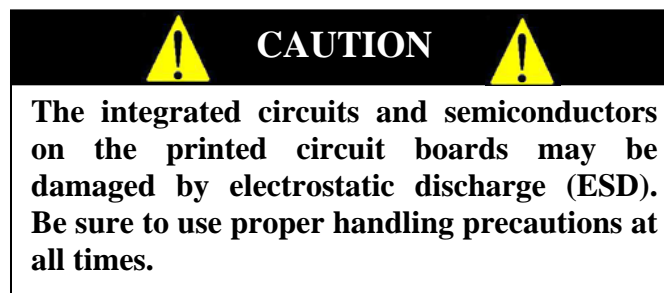 CAUTION
The integrated circuits and semiconductors
on the printed circuit boards may be
damaged by electrostatic discharge (ESD).
Be sure to use proper handling precautions at
all times.